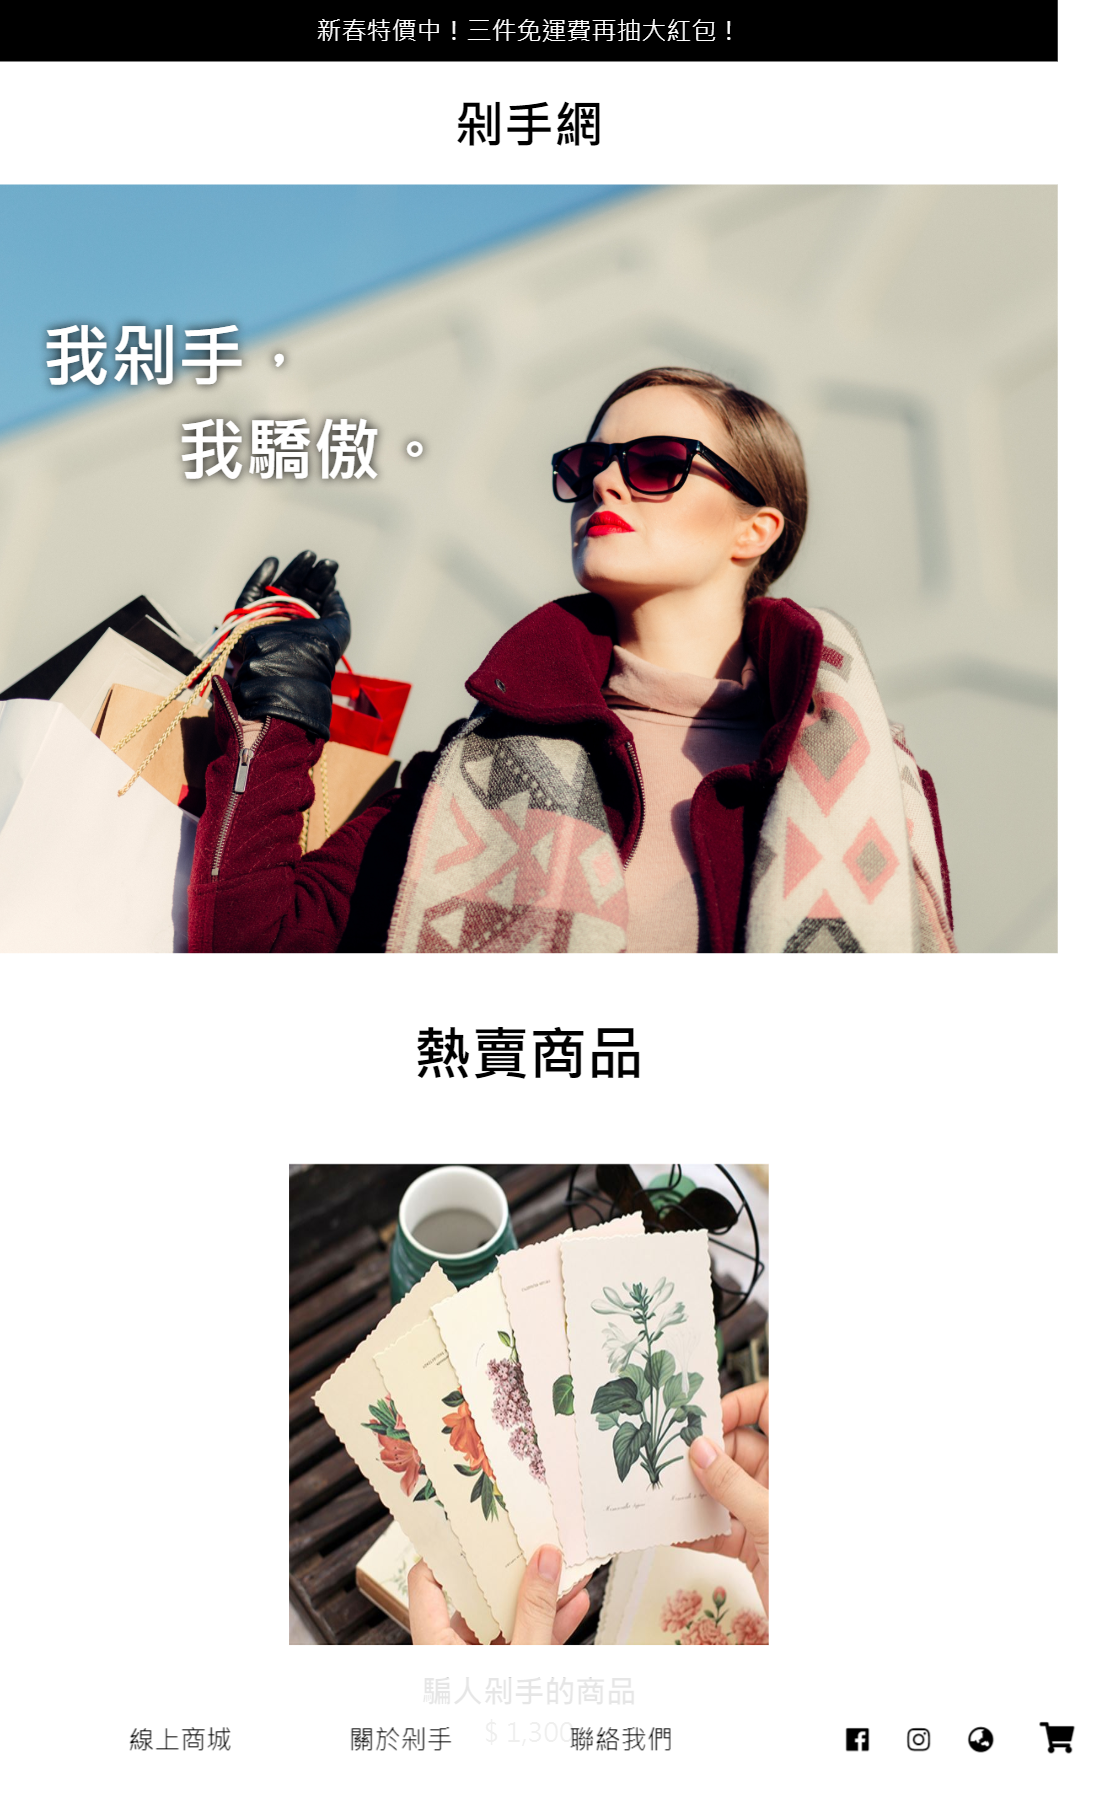 新春特價中！三件免運費再抽大紅包！
剁手網
我剁手，
我驕傲。
熱賣商品
騙人剁手的商品
$ 1,300
線上商城 關於剁手 聯絡我們